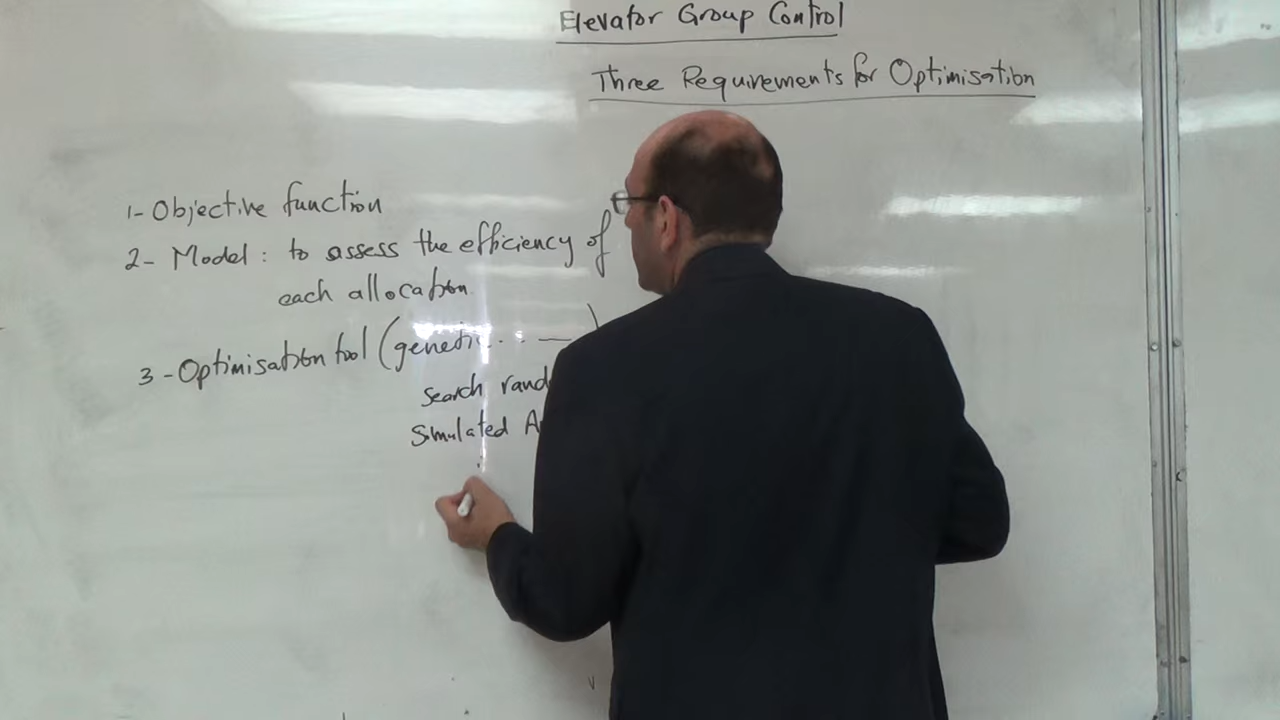 Elevator Group Control
Three Requirements for Optimisation
1- Objective function
2- Model: to assess the efficiency of
each allocation
3-Optimisation tool (genetic... —)
search
Simulated